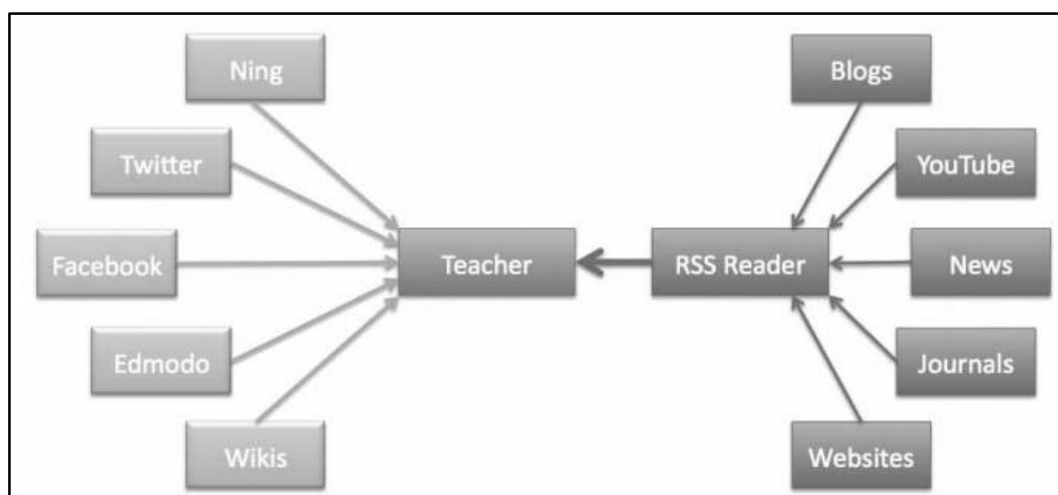 Ning
Blogs
Twitter
YouTube
Facebook
Teacher
RSS Reader
News
Edmodo
Journals
Wikis
Websites